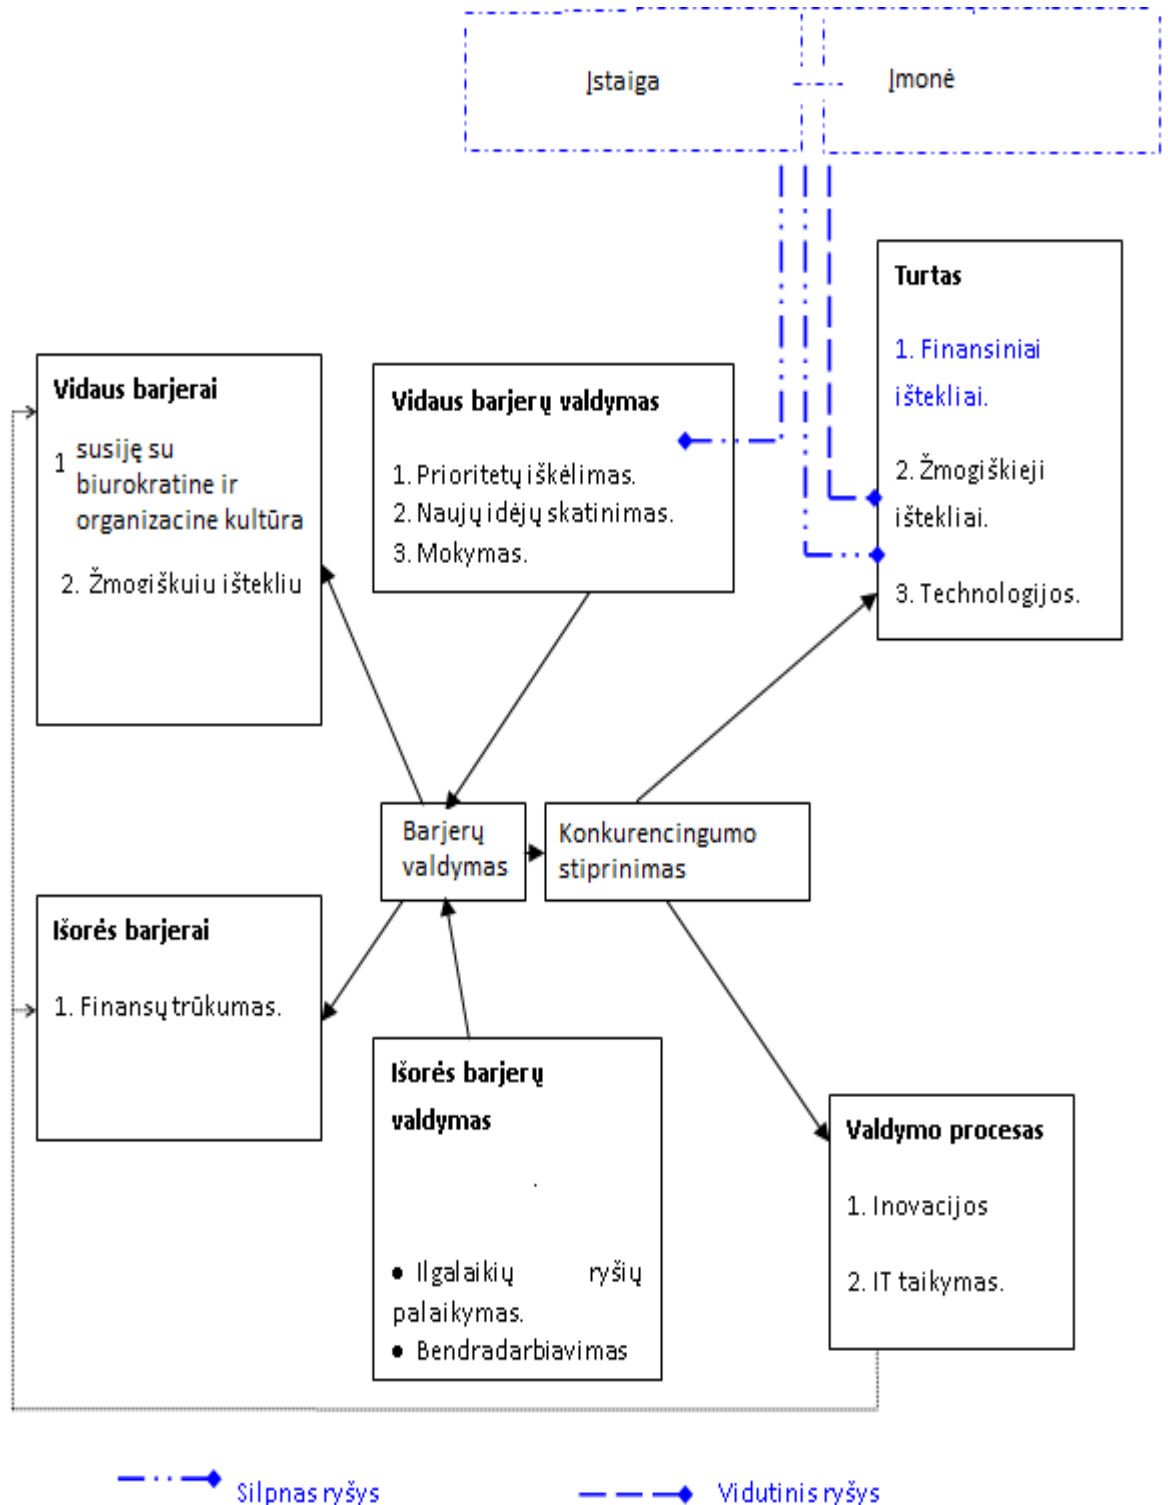 Įstaiga
Įmonė
Turtas
1. Finansiniai
ištekliai.
2. Žmogiškieji
ištekliai.
3. Technologijos.
Vidaus barjerai
1 susiję su
biurokratine ir
organizacine kultūra
2. Žmogiškuiu ištekliu
Vidaus barjerų valdymas
1. Prioritetų iškėlimas.
2. Naujų idėjų skatinimas.
3. Mokymas.
Barjerų
valdymas
Konkurencingumo
stiprinimas
Išorės barjerai
1. Finansų trūkumas.
Išorės barjerų
valdymas
.
● Ilgalaikių ryšių
palaikymas.
● Bendradarbiavimas
Valdymo procesas
1. Inovacijos
2. IT taikymas.
Silpnas ryšys
Vidutinis ryšys